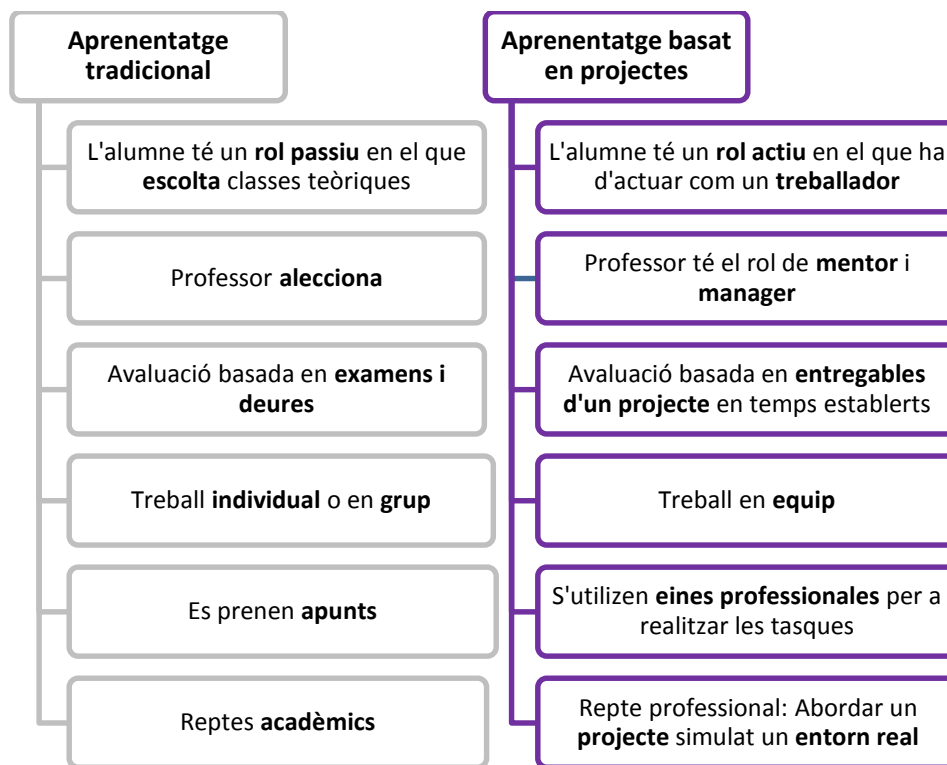 Aprenentatge
tradicional
L'alumne té un rol passiu en el que
escolta classes teòriques
Professor alecciona
Avaluació basada en examens i
deures
Treball individual o en grup
Es prenen apunts
Reptes acadèmics
Aprenentatge basat
en projectes
L'alumne té un rol actiu en el que ha
d'actuar com un treballador
Professor té el rol de mentor i
manager
Avaluació basada en entregables
d'un projecte en temps establerts
Treball en equip
S'utilitzen eines professionales per a
realitzar les tasques
Repte professional: Abordar un
projecte simulat un entorn real